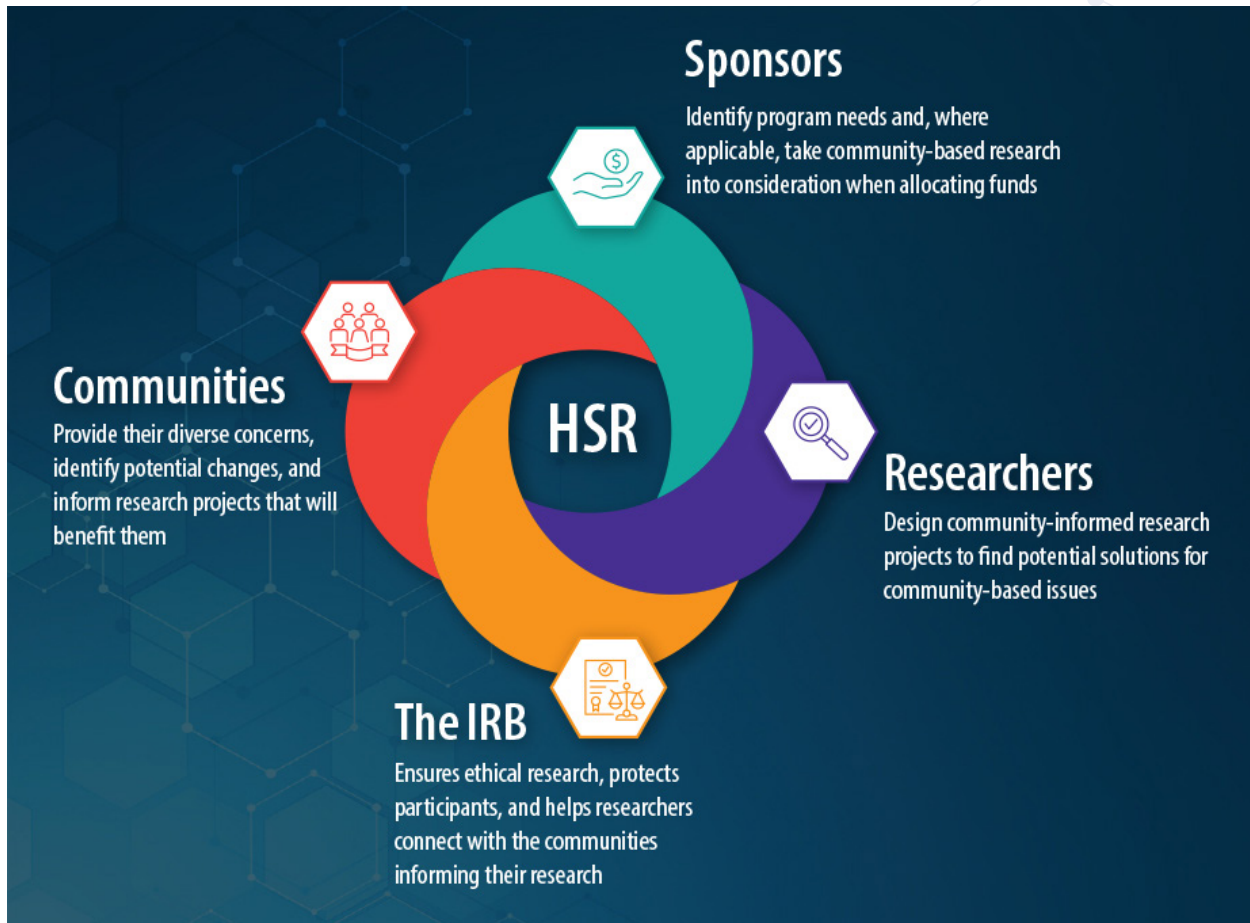 Sponsors
Identify program needs and, where
applicable, take community-based research
into consideration when allocating funds
$
Communities
Provide their diverse concerns,
identify potential changes, and
inform research projects that will
benefit them
HSR
Researchers
Design community-informed research
projects to find potential solutions for
community-based issues
The IRB
Ensures ethical research, protects
participants, and helps researchers
connect with the communities
informing their research